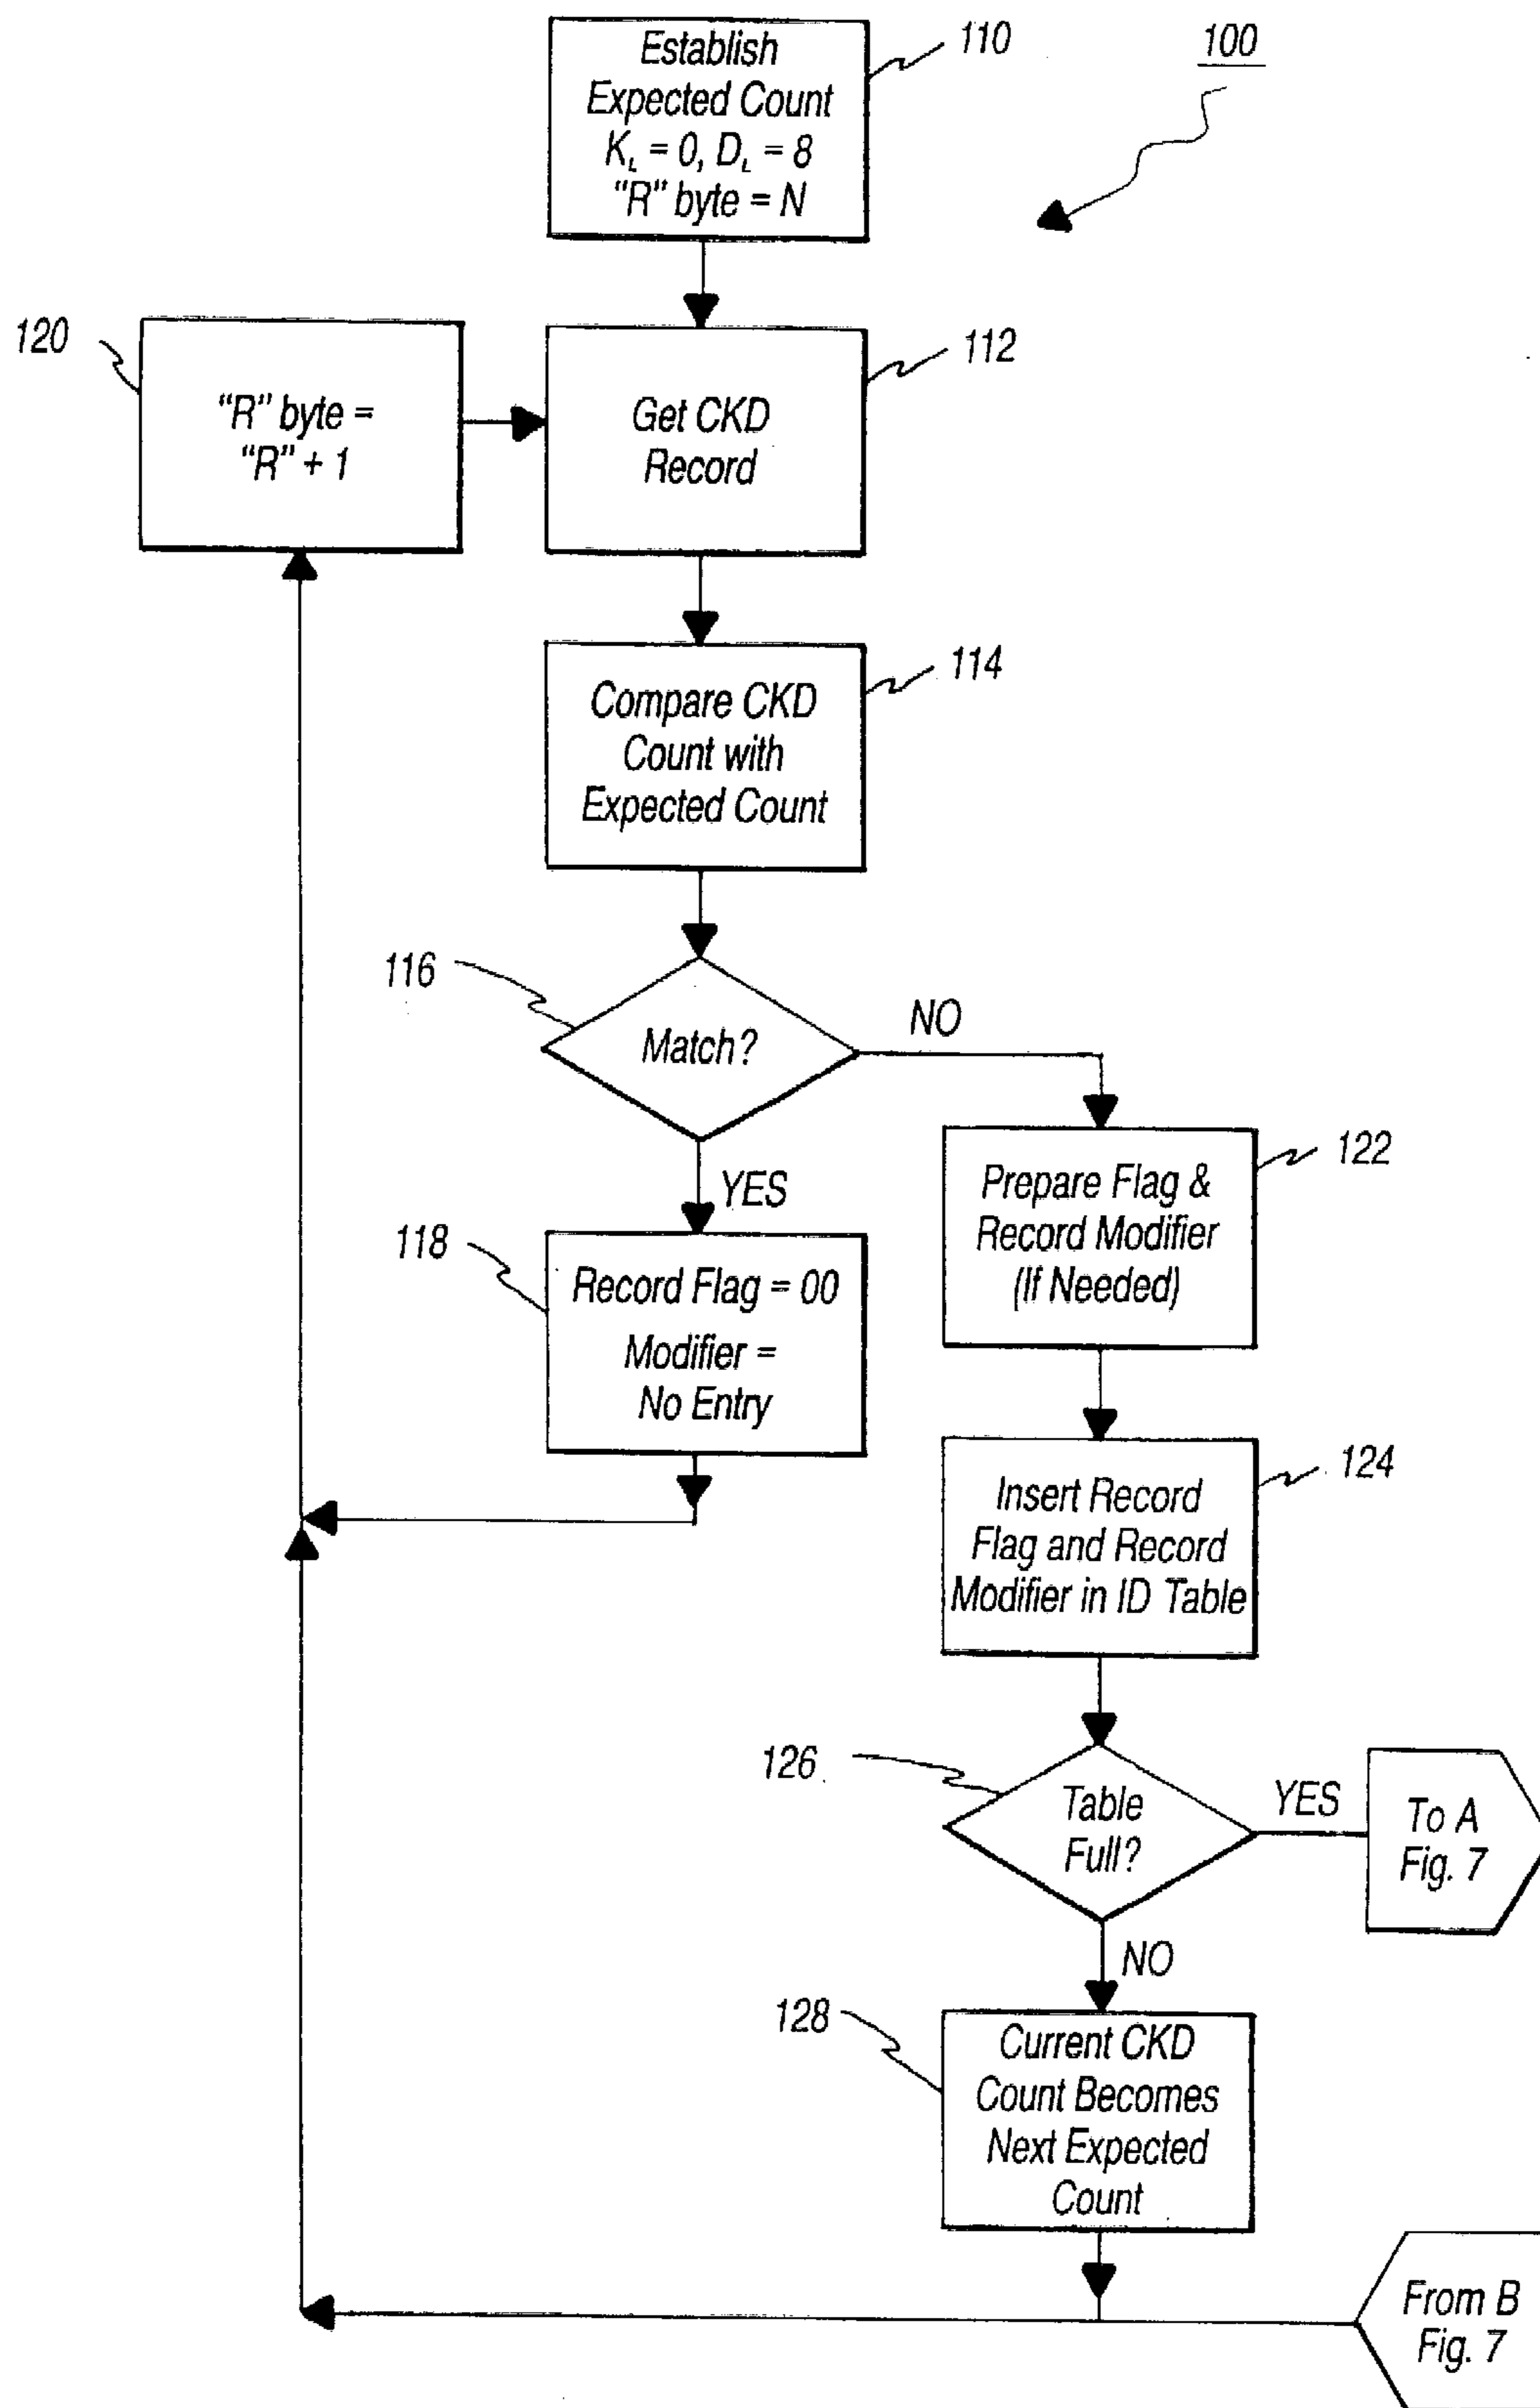 Establish
Expected Count
K_L = 0, D_L = 8
"R" byte = N
110
100
120
"R" byte =
"R" + 1
Get CKD
Record
112
Compare CKD
Count with
Expected Count
114
116
Match?
NO
YES
Prepare Flag &
Record Modifier
(If Needed)
122
118
Record Flag = 00
Modifier =
No Entry
Insert Record
Flag and Record
Modifier in ID Table
124
126
Table
Full?
YES
To A
Fig. 7
NO
128
Current CKD
Count Becomes
Next Expected
Count
From B
Fig. 7